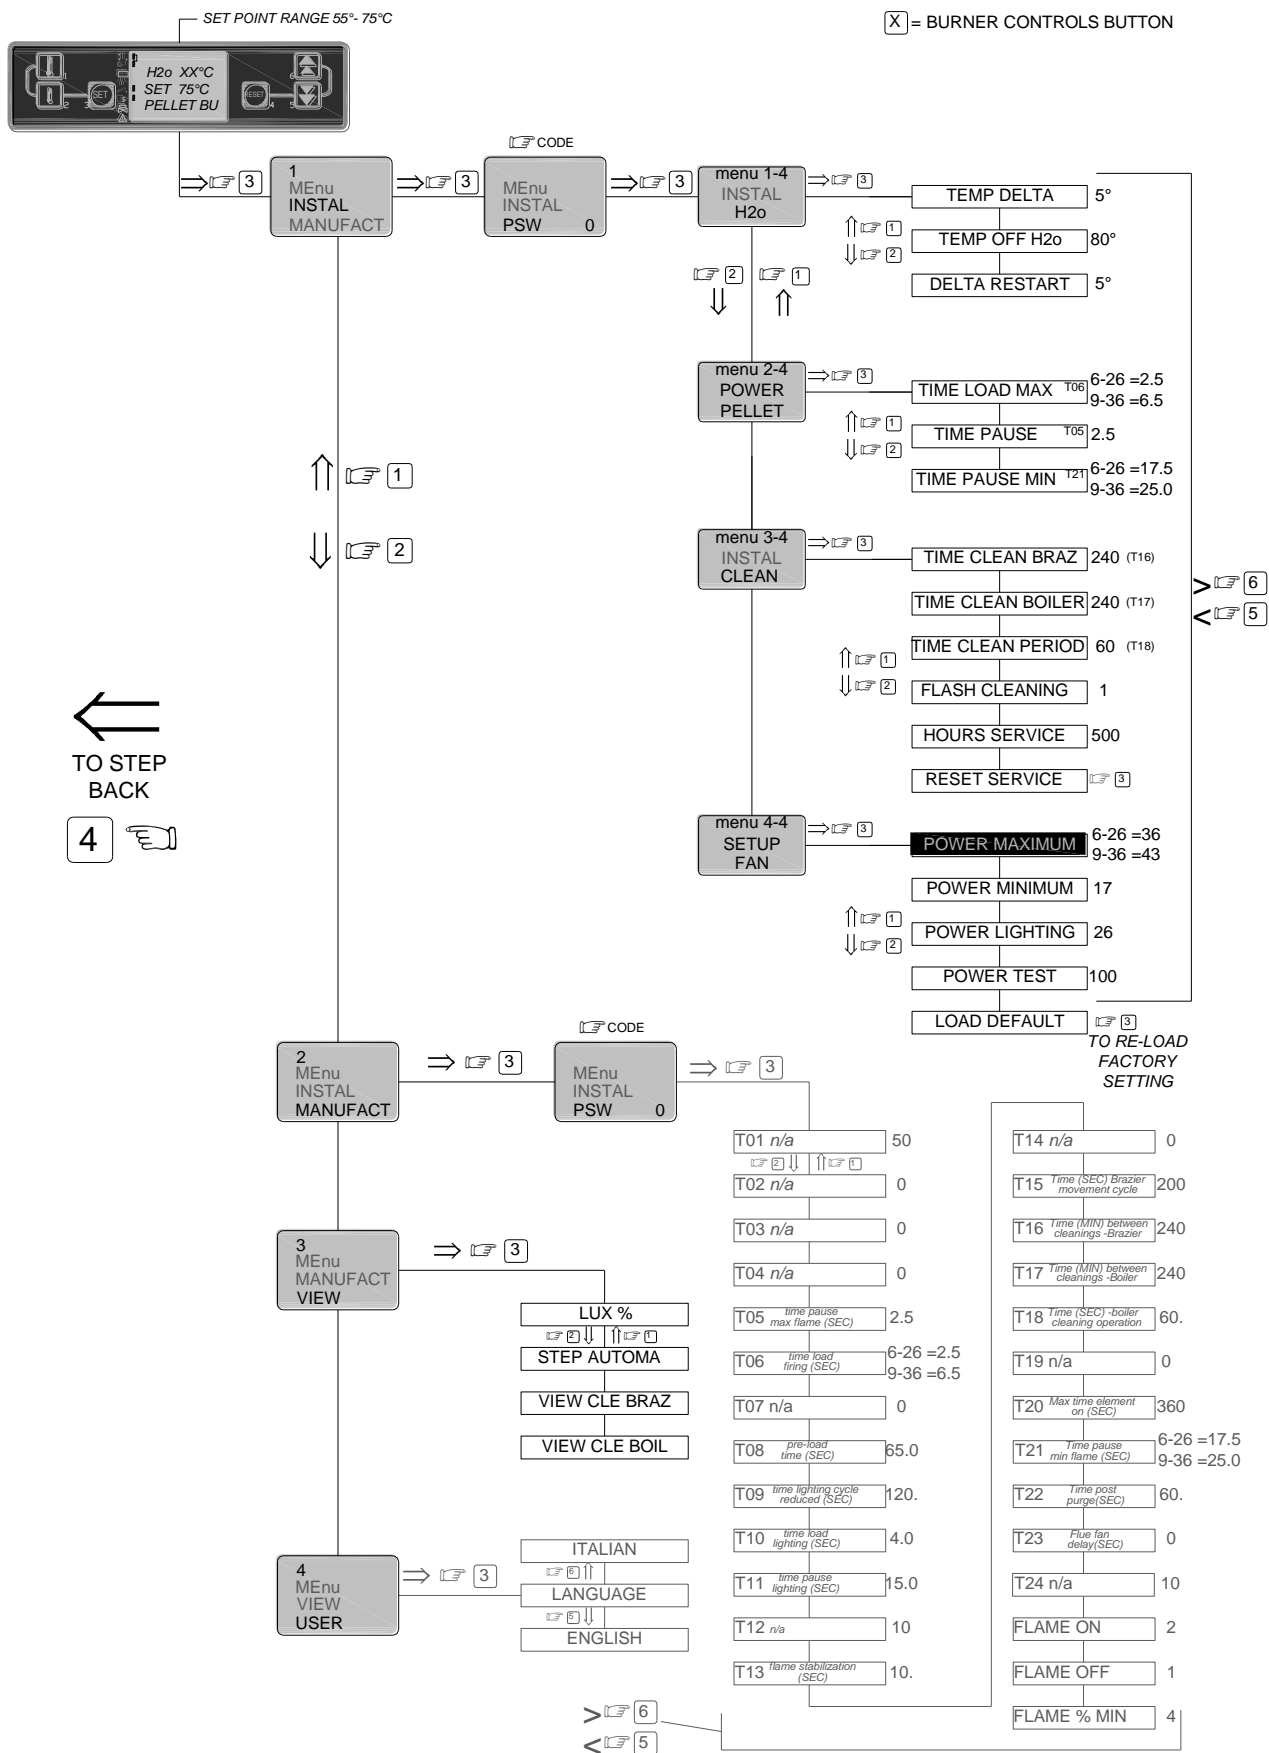 SET POINT RANGE 55°- 75°C
X = BURNER CONTROLS BUTTON
H2o XX°C
SET 75°C
PELLET BU
1
2
3
SET
RESET
4
5
6
CODE
3
1
MEnu
INSTAL
MANUFACT
3
MEnu
INSTAL
PSW 0
3
menu 1-4
INSTAL
H2o
3
TEMP DELTA 5°
1
2
TEMP OFF H2o 80°
DELTA RESTART 5°
2
1
menu 2-4
POWER
PELLET
3
TIME LOAD MAX T06
6-26 =2.5
9-36 =6.5
1
2
TIME PAUSE T05 2.5
TIME PAUSE MIN T21
6-26 =17.5
9-36 =25.0
1
2
menu 3-4
INSTAL
CLEAN
3
TIME CLEAN BRAZ 240 (T16)
TIME CLEAN BOILER 240 (T17)
TIME CLEAN PERIOD 60 (T18)
1
2
FLASH CLEANING 1
HOURS SERVICE 500
RESET SERVICE 3
> 6
< 5
TO STEP
BACK
4
menu 4-4
SETUP
FAN
3
POWER MAXIMUM
6-26 =36
9-36 =43
POWER MINIMUM 17
1
2
POWER LIGHTING 26
POWER TEST 100
LOAD DEFAULT 3
TO RE-LOAD
FACTORY
SETTING
CODE
2
MEnu
INSTAL
MANUFACT
3
MEnu
INSTAL
PSW 0
3
T01 n/a 50
2
1
T02 n/a 0
T03 n/a 0
T04 n/a 0
T05 time pause
max flame (SEC) 2.5
T06 time load
firing (SEC)
6-26 =2.5
9-36 =6.5
T07 n/a 0
T08 pre-load
time (SEC) 65.0
T09 time lighting cycle
reduced (SEC) 120.
T10 time load
lighting (SEC) 4.0
T11 time pause
lighting (SEC) 15.0
T12 n/a 10
T13 flame stabilization
(SEC) 10.
T14 n/a 0
T15 Time (SEC) Brazier
movement cycle 200
T16 Time (MIN) between
cleanings -Brazier 240
T17 Time (MIN) between
cleanings -Boiler 240
T18 Time (SEC) -boiler
cleaning operation 60.
T19 n/a 0
T20 Max time element
on (SEC) 360
T21 Time pause
min flame (SEC)
6-26 =17.5
9-36 =25.0
T22 Time post
purge(SEC) 60.
T23 Flue fan
delay(SEC) 0
T24 n/a 10
FLAME ON 2
FLAME OFF 1
FLAME % MIN 4
3
MEnu
MANUFACT
VIEW
3
LUX %
2
1
STEP AUTOMA
VIEW CLE BRAZ
VIEW CLE BOIL
4
MEnu
VIEW
USER
3
ITALIAN
6
LANGUAGE
5
ENGLISH
> 6
< 5